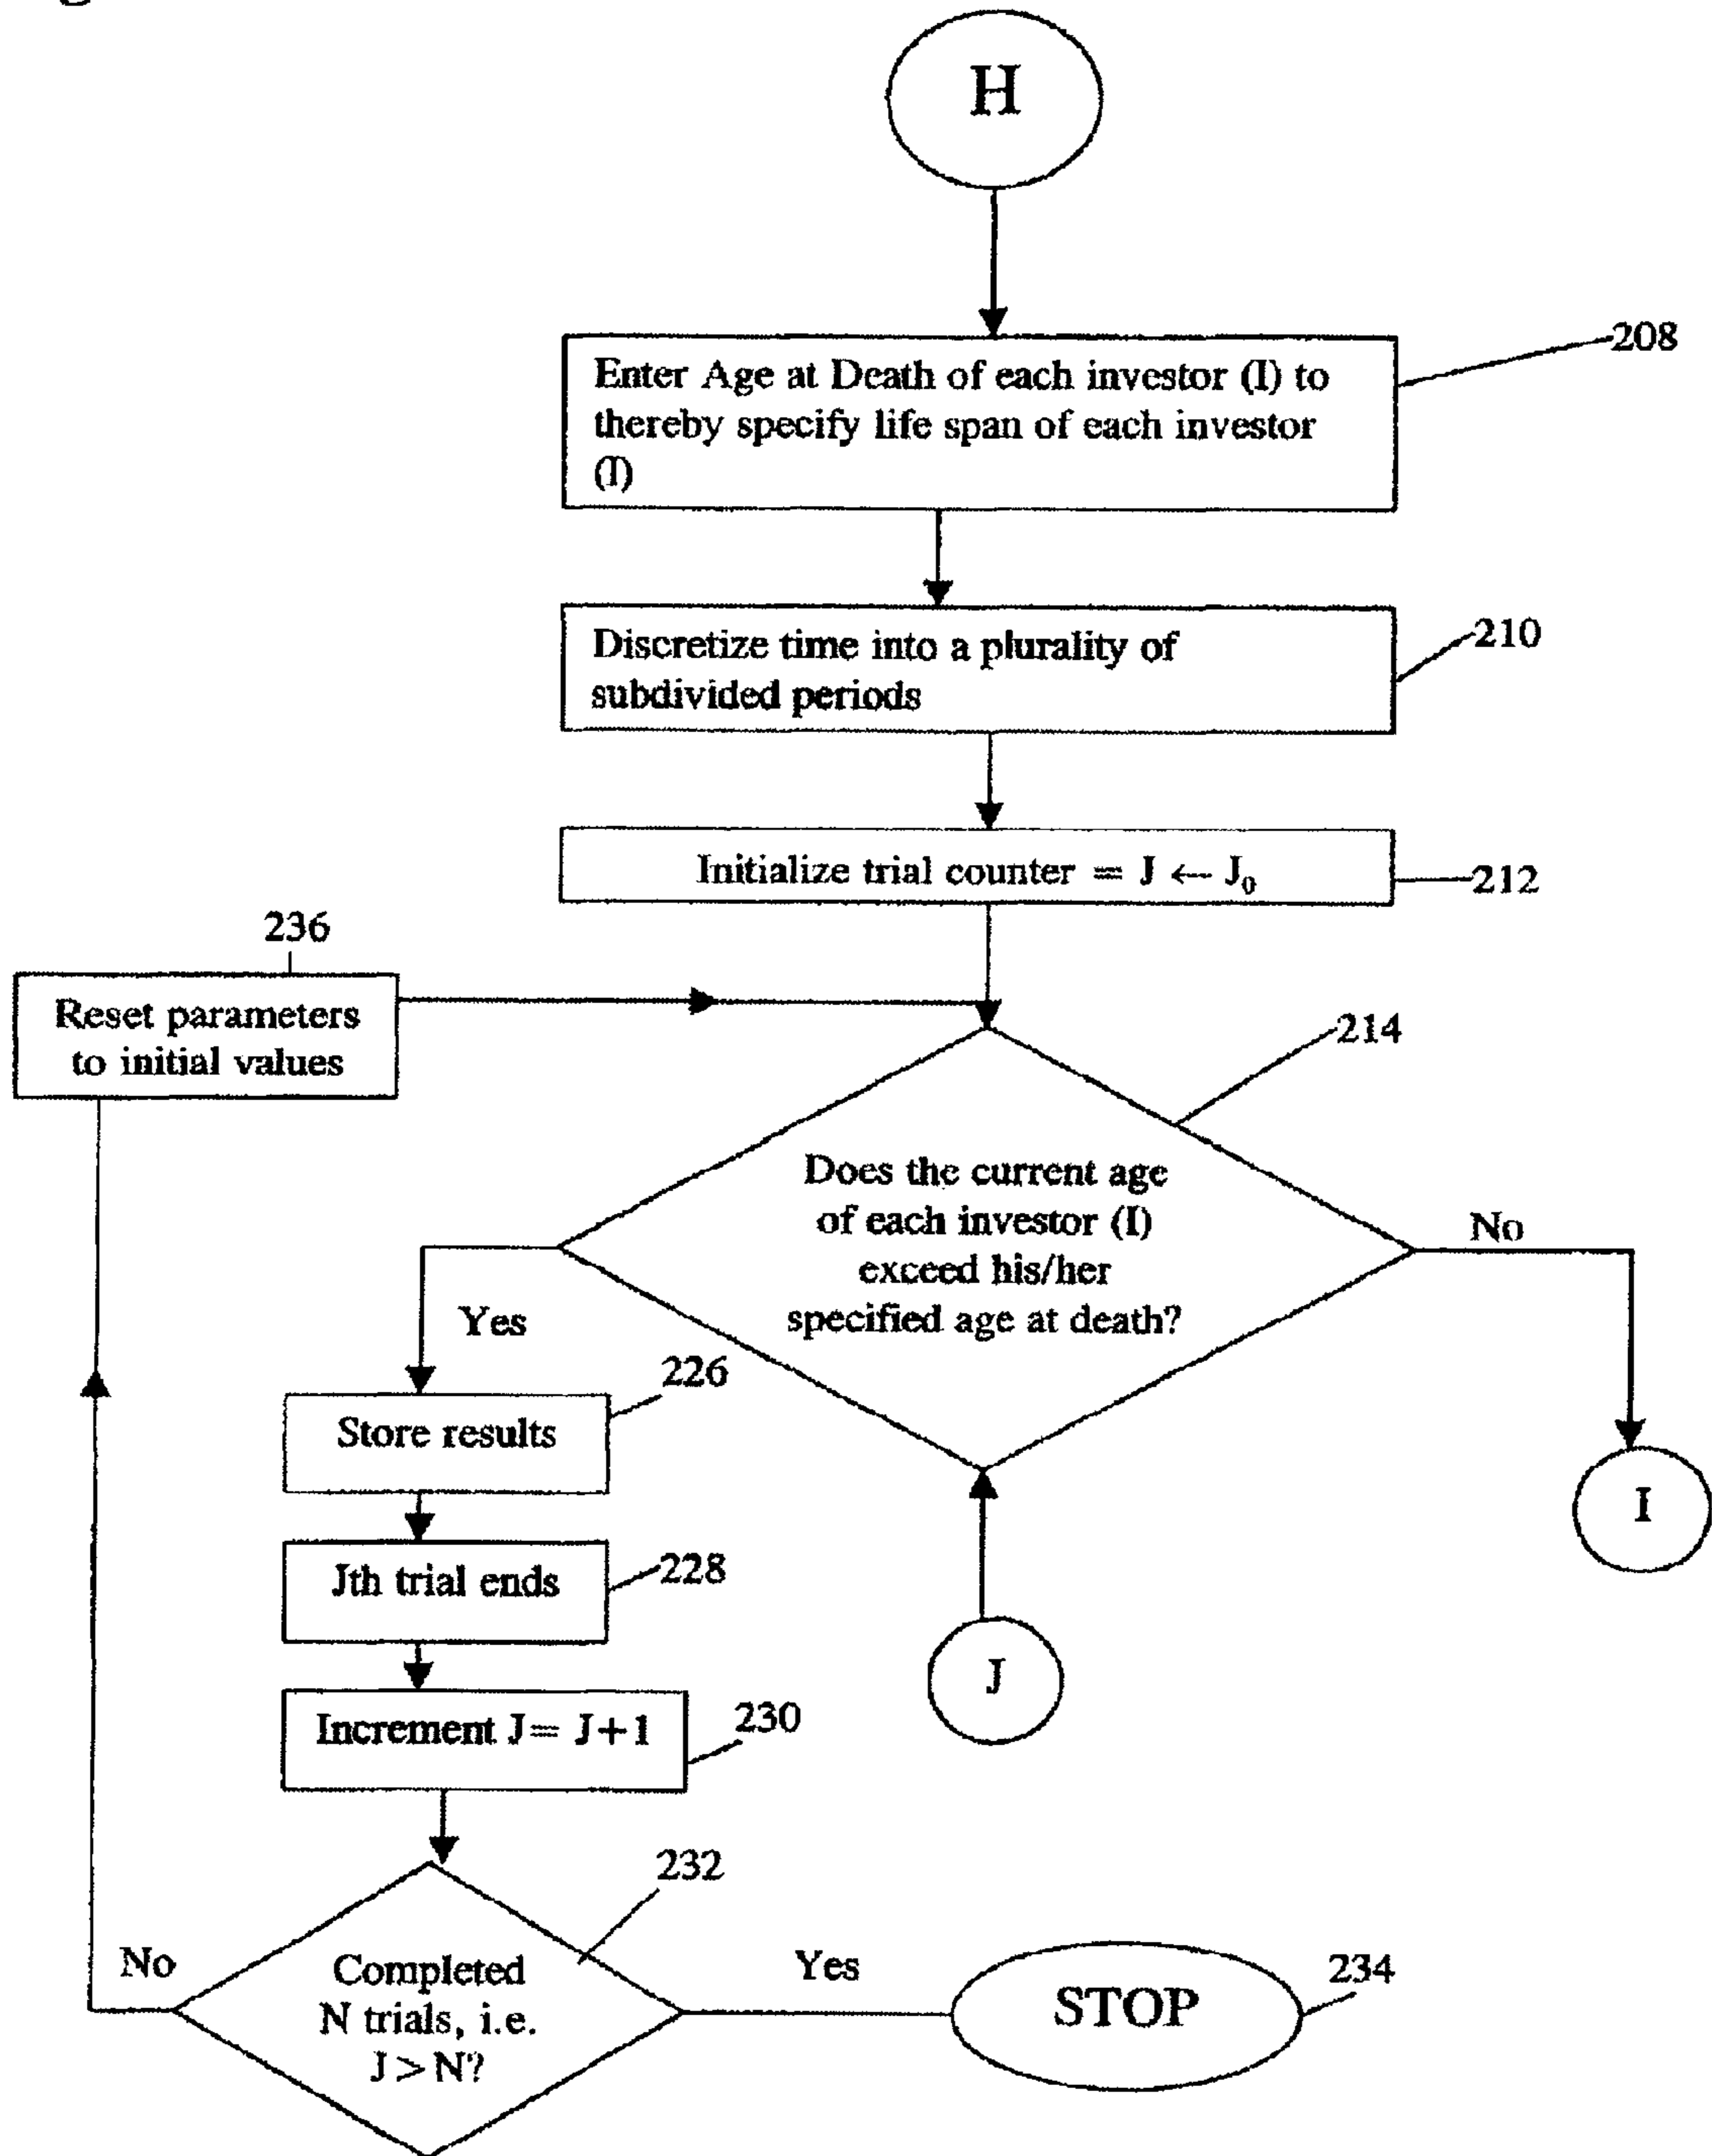 H
Enter Age at Death of each investor (I) to
thereby specify life span of each investor
(I)
208
Discretize time into a plurality of
subdivided periods
210
Initialize trial counter = J ← J₀
212
236
Reset parameters
to initial values
214
Does the current age
of each investor (I)
exceed his/her
specified age at death?
No
Yes
I
226
Store results
Jth trial ends
228
J
Increment J= J+1
230
232
No
Completed
N trials, i.e.
J > N?
Yes
STOP
234